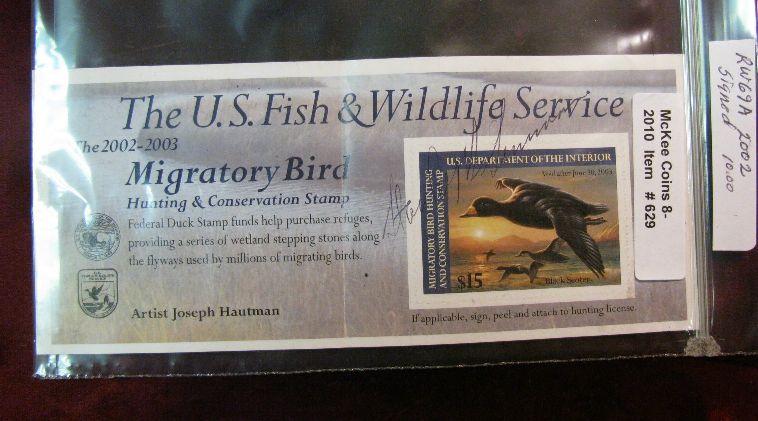 The U.S. Fish & Wildlife Service
The 2002-2003
Migratory Bird
Hunting & Conservation Stamp
Federal Duck Stamp funds help purchase refuges,
providing a series of wetland stepping stones along
the flyways used by millions of migrating birds.
Artist Joseph Hautman
U.S. DEPARTMENT OF THE INTERIOR
Void after June 30, 2003
MIGRATORY BIRD HUNTING
AND CONSERVATION STAMP
$15
Black Scoter
If applicable, sign, peel and attach to hunting license.
McKee Coins 8-
2010 Item # 629
RW69A 2002
Signed 10.00